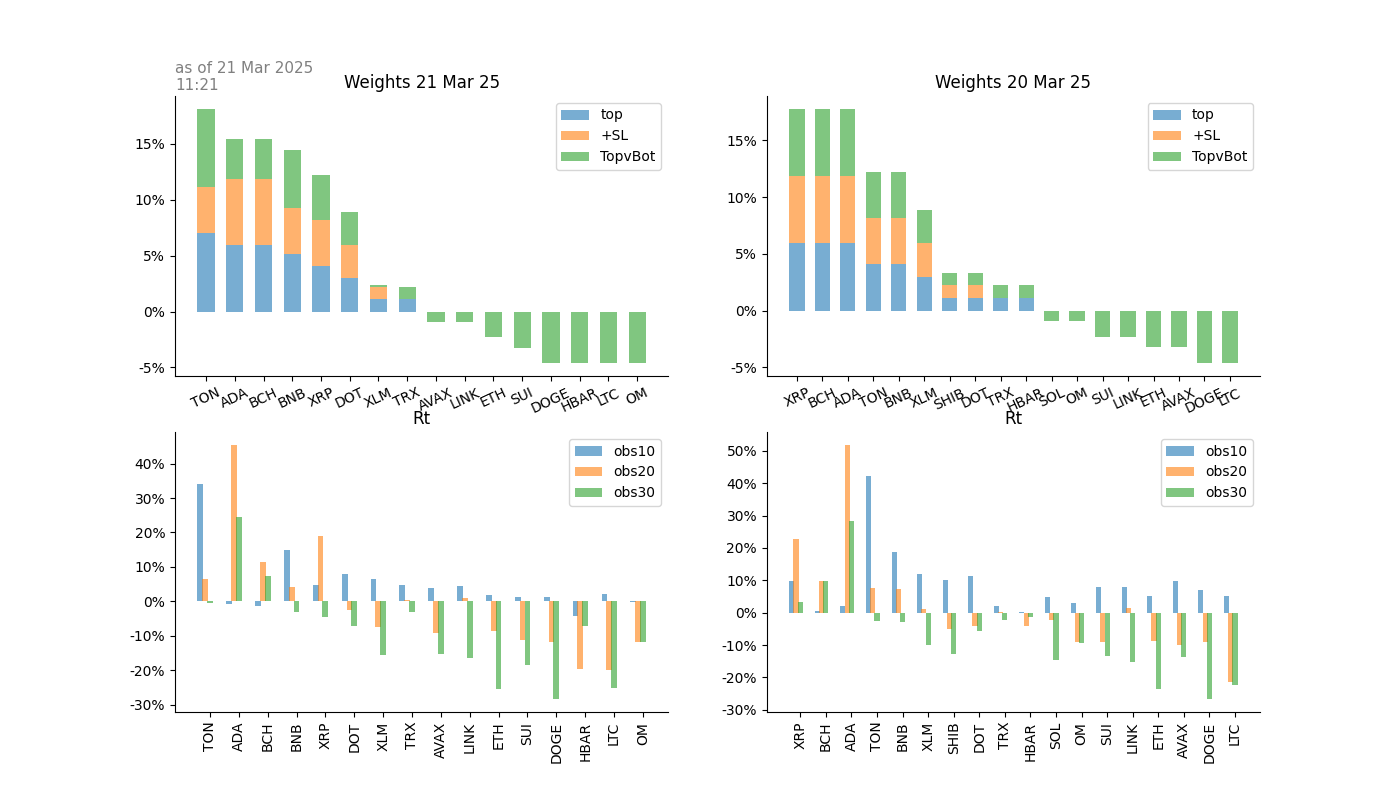 as of 21 Mar 2025
11:21
Weights 21 Mar 25
top
+SL
TopvBot
15%
10%
5%
0%
-5%
TON ADA BCH BNB XRP DOT XLM TRX AVAX LINK ETH SUI DOGE HBAR LTC OM
Weights 20 Mar 25
top
+SL
TopvBot
15%
10%
5%
0%
-5%
XRP BCH ADA TON BNB XLM SHIB DOT TRX HBAR SOL OM SUI LINK ETH AVAX DOGE LTC
Rt
obs10
obs20
obs30
40%
30%
20%
10%
0%
-10%
-20%
-30%
TON ADA BCH BNB XRP DOT XLM TRX AVAX LINK ETH SUI DOGE HBAR LTC OM
Rt
obs10
obs20
obs30
50%
40%
30%
20%
10%
0%
-10%
-20%
-30%
XRP BCH ADA TON BNB XLM SHIB DOT TRX HBAR SOL OM SUI LINK ETH AVAX DOGE LTC